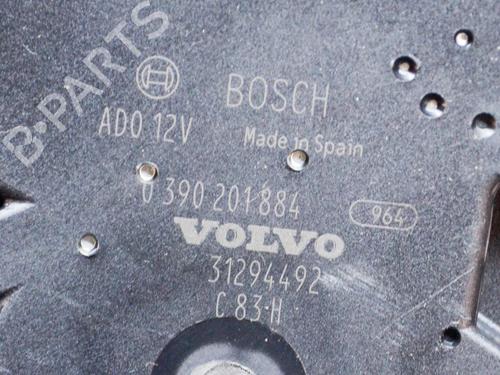 B-PARTS
BOSCH
ADO 12V
Made in Spain
0 390 201 884
964
VOLVO
31294492
C 83 H